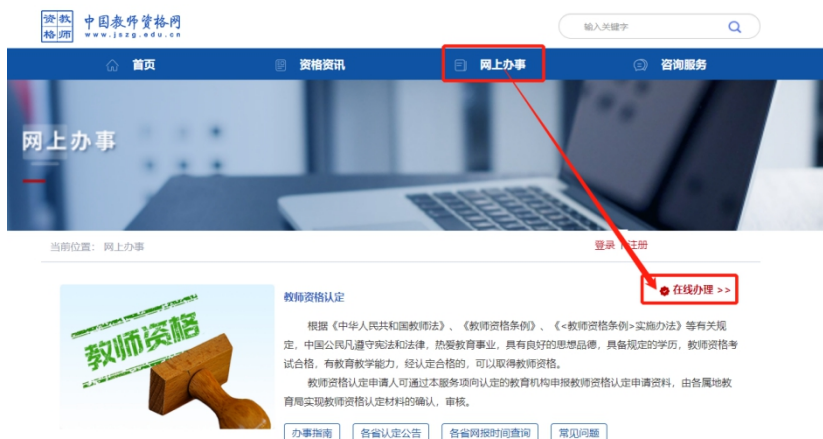 资教
格师
中国教师资格网
www.jszg.edu.cn
输入关键字
首页
资格资讯
网上办事
咨询服务
网上办事
当前位置： 网上办事
登录 | 注册
在线办理 >>
教师资格
教师资格认定
根据《中华人民共和国教师法》、《教师资格条例》、《<教师资格条例>实施办法》等有关规
定，中国公民凡遵守宪法和法律，热爱教育事业，具有良好的思想品德，具备规定的学历，教师资格考
试合格，有教育教学能力，经认定合格的，可以取得教师资格。
教师资格认定申请人可通过本服务项向认定的教育机构申报教师资格认定申请资料，由各属地教
育局实现教师资格认定材料的确认，审核。
办事指南
各省认定公告
各省网报时间查询
常见问题